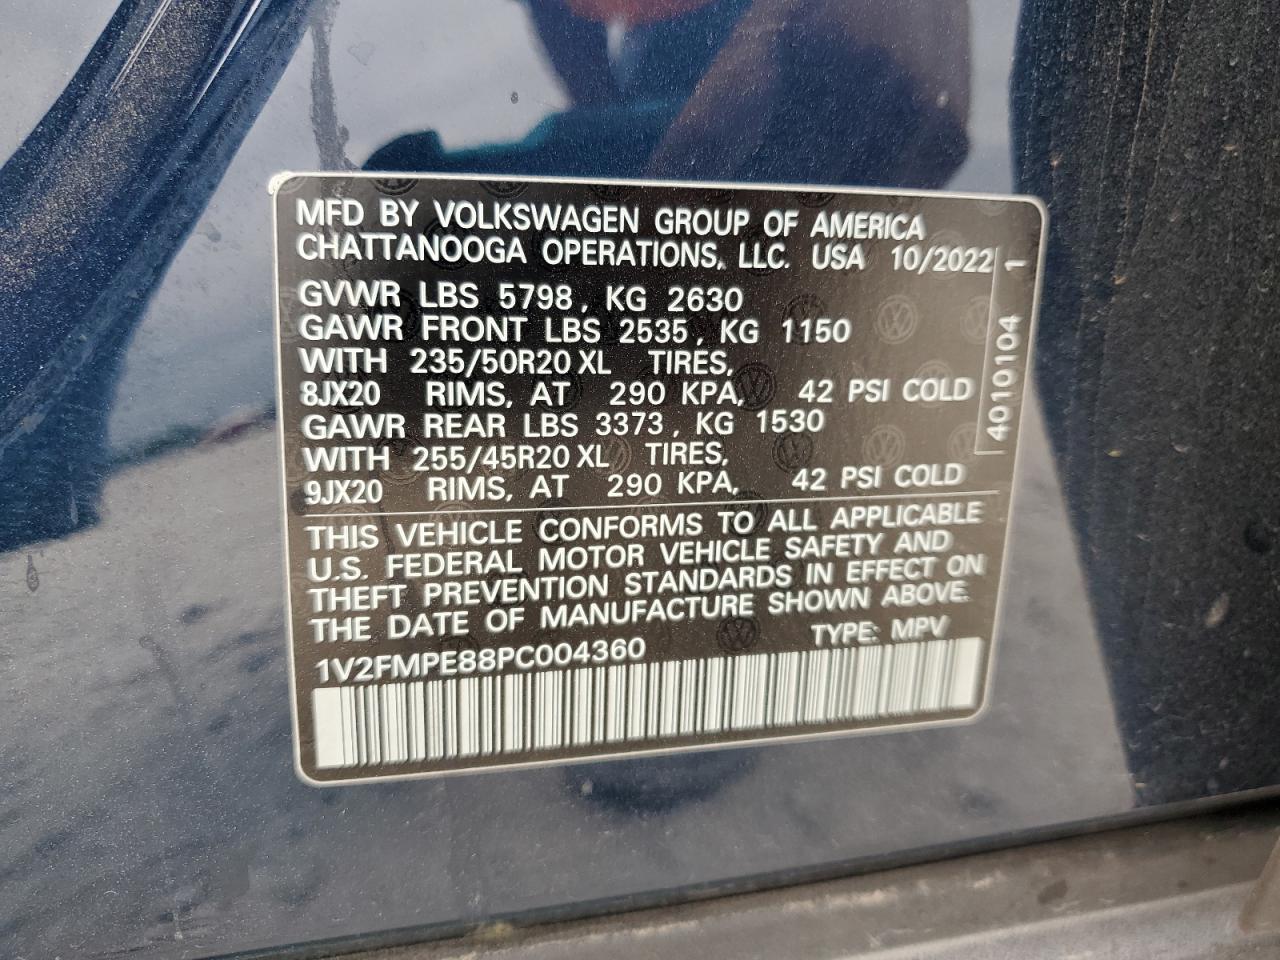 MFD BY VOLKSWAGEN GROUP OF AMERICA
CHATTANOOGA OPERATIONS, LLC. USA 10/2022
GVWR LBS 5798, KG 2630
GAWR FRONT LBS 2535, KG 1150
WITH 235/50R20 XL TIRES,
8JX20 RIMS, AT 290 KPA, 42 PSI COLD
GAWR REAR LBS 3373, KG 1530
WITH 255/45R20 XL TIRES,
9JX20 RIMS, AT 290 KPA, 42 PSI COLD
4010104 1
THIS VEHICLE CONFORMS TO ALL APPLICABLE
U.S. FEDERAL MOTOR VEHICLE SAFETY AND
THEFT PREVENTION STANDARDS IN EFFECT ON
THE DATE OF MANUFACTURE SHOWN ABOVE.
1V2FMPE88PC004360 TYPE: MPV